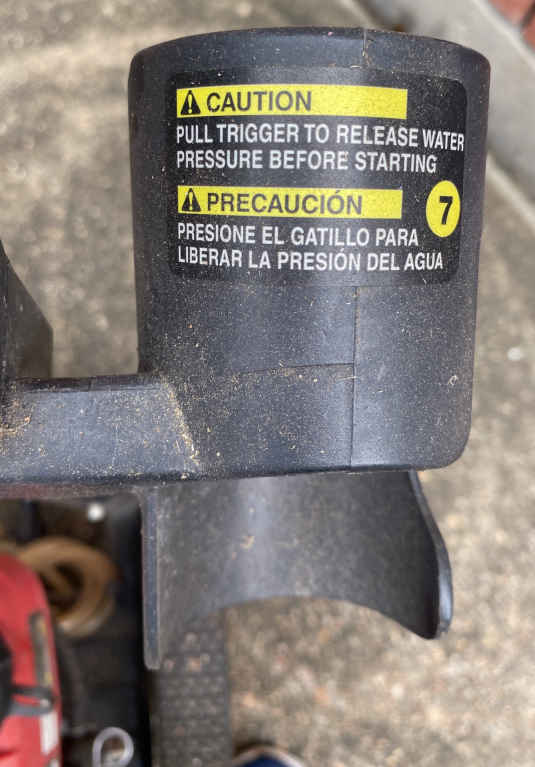 CAUTION
PULL TRIGGER TO RELEASE WATER
PRESSURE BEFORE STARTING
PRECAUCIÓN
7
PRESIONE EL GATILLO PARA
LIBERAR LA PRESIÓN DEL AGUA